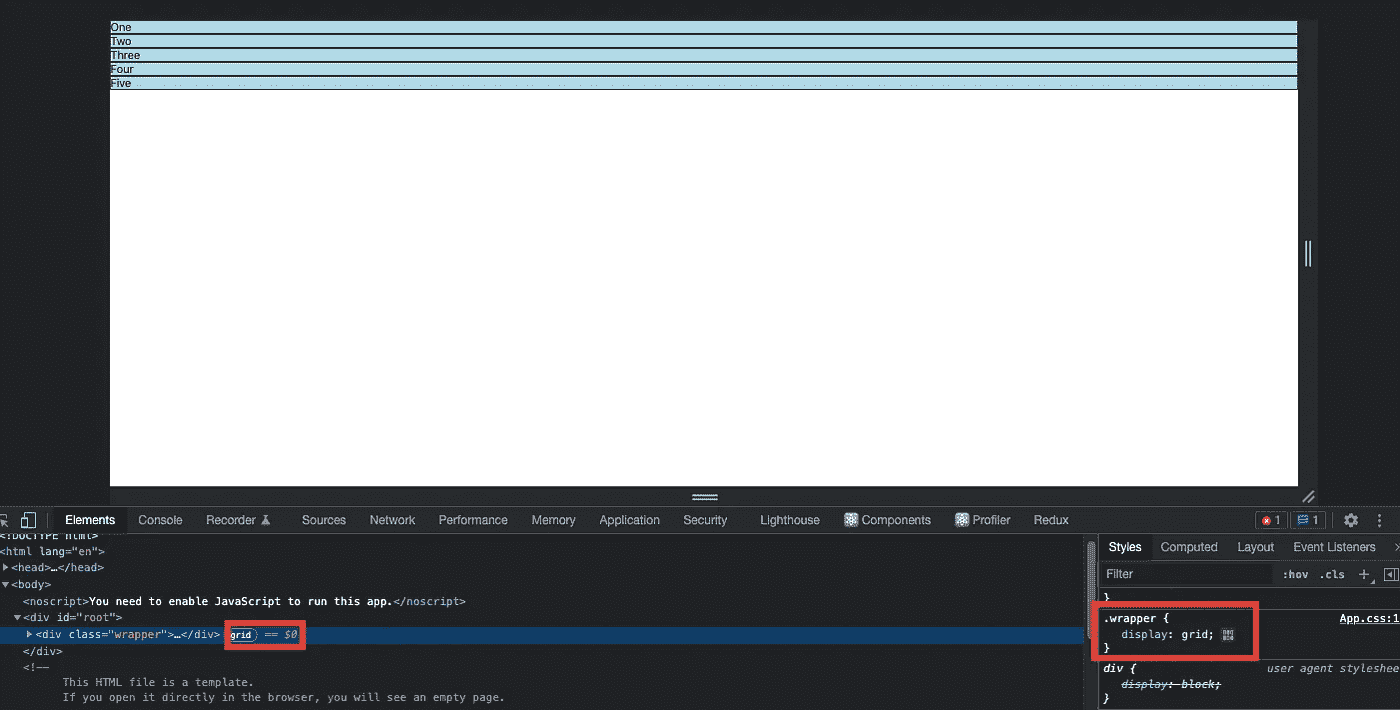 One
Two
Three
Four
Five
Elements Console Recorder Sources Network Performance Memory Application Security Lighthouse Components Profiler Redux 1 1
<!DOCTYPE html>
<html lang="en">
<head>…</head>
<body>
<noscript>You need to enable JavaScript to run this app.</noscript>
<div id="root">
<div class="wrapper">…</div> grid == $0
</div>
<!--
This HTML file is a template.
If you open it directly in the browser, you will see an empty page.
Styles Computed Layout Event Listeners
Filter :hov .cls +
}
.wrapper { App.css:1
display: grid;
}
div { user agent styleshee
display: block;
}